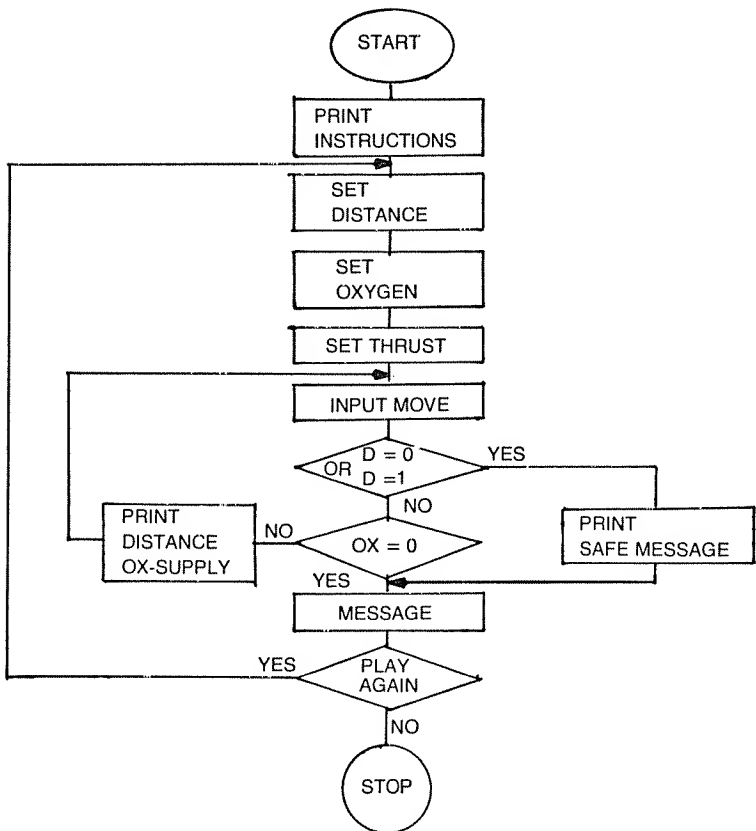 START
PRINT
INSTRUCTIONS
SET
DISTANCE
SET
OXYGEN
SET THRUST
INPUT MOVE
D = 0
OR
D =1
YES
NO
PRINT
DISTANCE
OX-SUPPLY
NO
OX = 0
PRINT
SAFE MESSAGE
YES
MESSAGE
YES
PLAY
AGAIN
NO
STOP